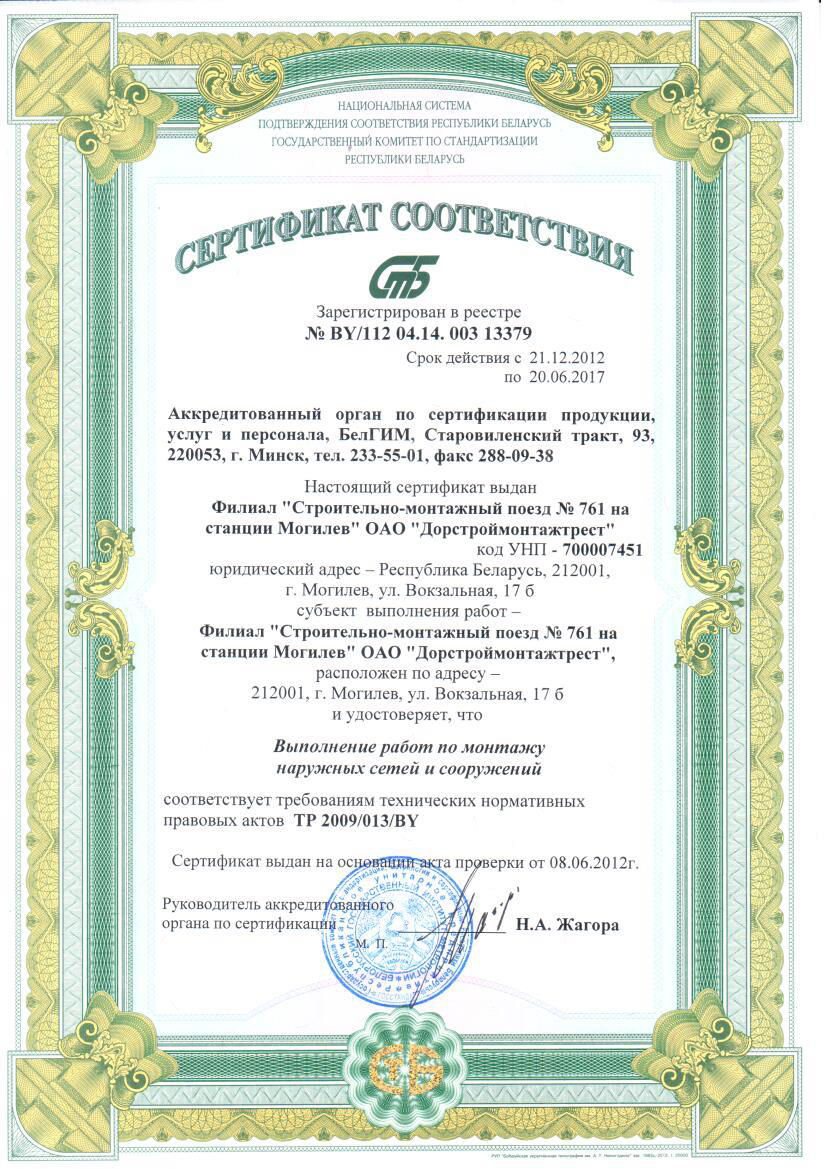 НАЦИОНАЛЬНАЯ СИСТЕМА
ПОДТВЕРЖДЕНИЯ СООТВЕТСТВИЯ РЕСПУБЛИКИ БЕЛАРУСЬ
ГОСУДАРСТВЕННЫЙ КОМИТЕТ ПО СТАНДАРТИЗАЦИИ
РЕСПУБЛИКИ БЕЛАРУСЬ
СЕРТИФИКАТ СООТВЕТСТВИЯ
СТБ
Зарегистрирован в реестре
№ BY/112 04.14. 003 13379
Срок действия с 21.12.2012
по 20.06.2017
Аккредитованный орган по сертификации продукции,
услуг и персонала, БелГИМ, Старовиленский тракт, 93,
220053, г. Минск, тел. 233-55-01, факс 288-09-38
Настоящий сертификат выдан
Филиал "Строительно-монтажный поезд № 761 на
станции Могилев" ОАО "Дорстроймонтажтрест"
код УНП - 700007451
юридический адрес – Республика Беларусь, 212001,
г. Могилев, ул. Вокзальная, 17 б
субъект выполнения работ –
Филиал "Строительно-монтажный поезд № 761 на
станции Могилев" ОАО "Дорстроймонтажтрест",
расположен по адресу –
212001, г. Могилев, ул. Вокзальная, 17 б
и удостоверяет, что
Выполнение работ по монтажу
наружных сетей и сооружений
соответствует требованиям технических нормативных
правовых актов ТР 2009/013/BY
Сертификат выдан на основании акта проверки от 08.06.2012г.
Руководитель аккредитованного
органа по сертификации
Н.А. Жагора
М. П.
СТБ